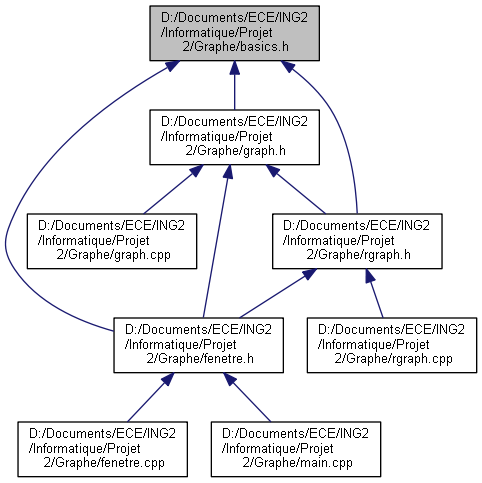 D:/Documents/ECE/ING2
/Informatique/Projet
2/Graphe/basics.h
D:/Documents/ECE/ING2
/Informatique/Projet
2/Graphe/graph.h
D:/Documents/ECE/ING2
/Informatique/Projet
2/Graphe/graph.cpp
D:/Documents/ECE/ING2
/Informatique/Projet
2/Graphe/rgraph.h
D:/Documents/ECE/ING2
/Informatique/Projet
2/Graphe/fenetre.h
D:/Documents/ECE/ING2
/Informatique/Projet
2/Graphe/rgraph.cpp
D:/Documents/ECE/ING2
/Informatique/Projet
2/Graphe/fenetre.cpp
D:/Documents/ECE/ING2
/Informatique/Projet
2/Graphe/main.cpp